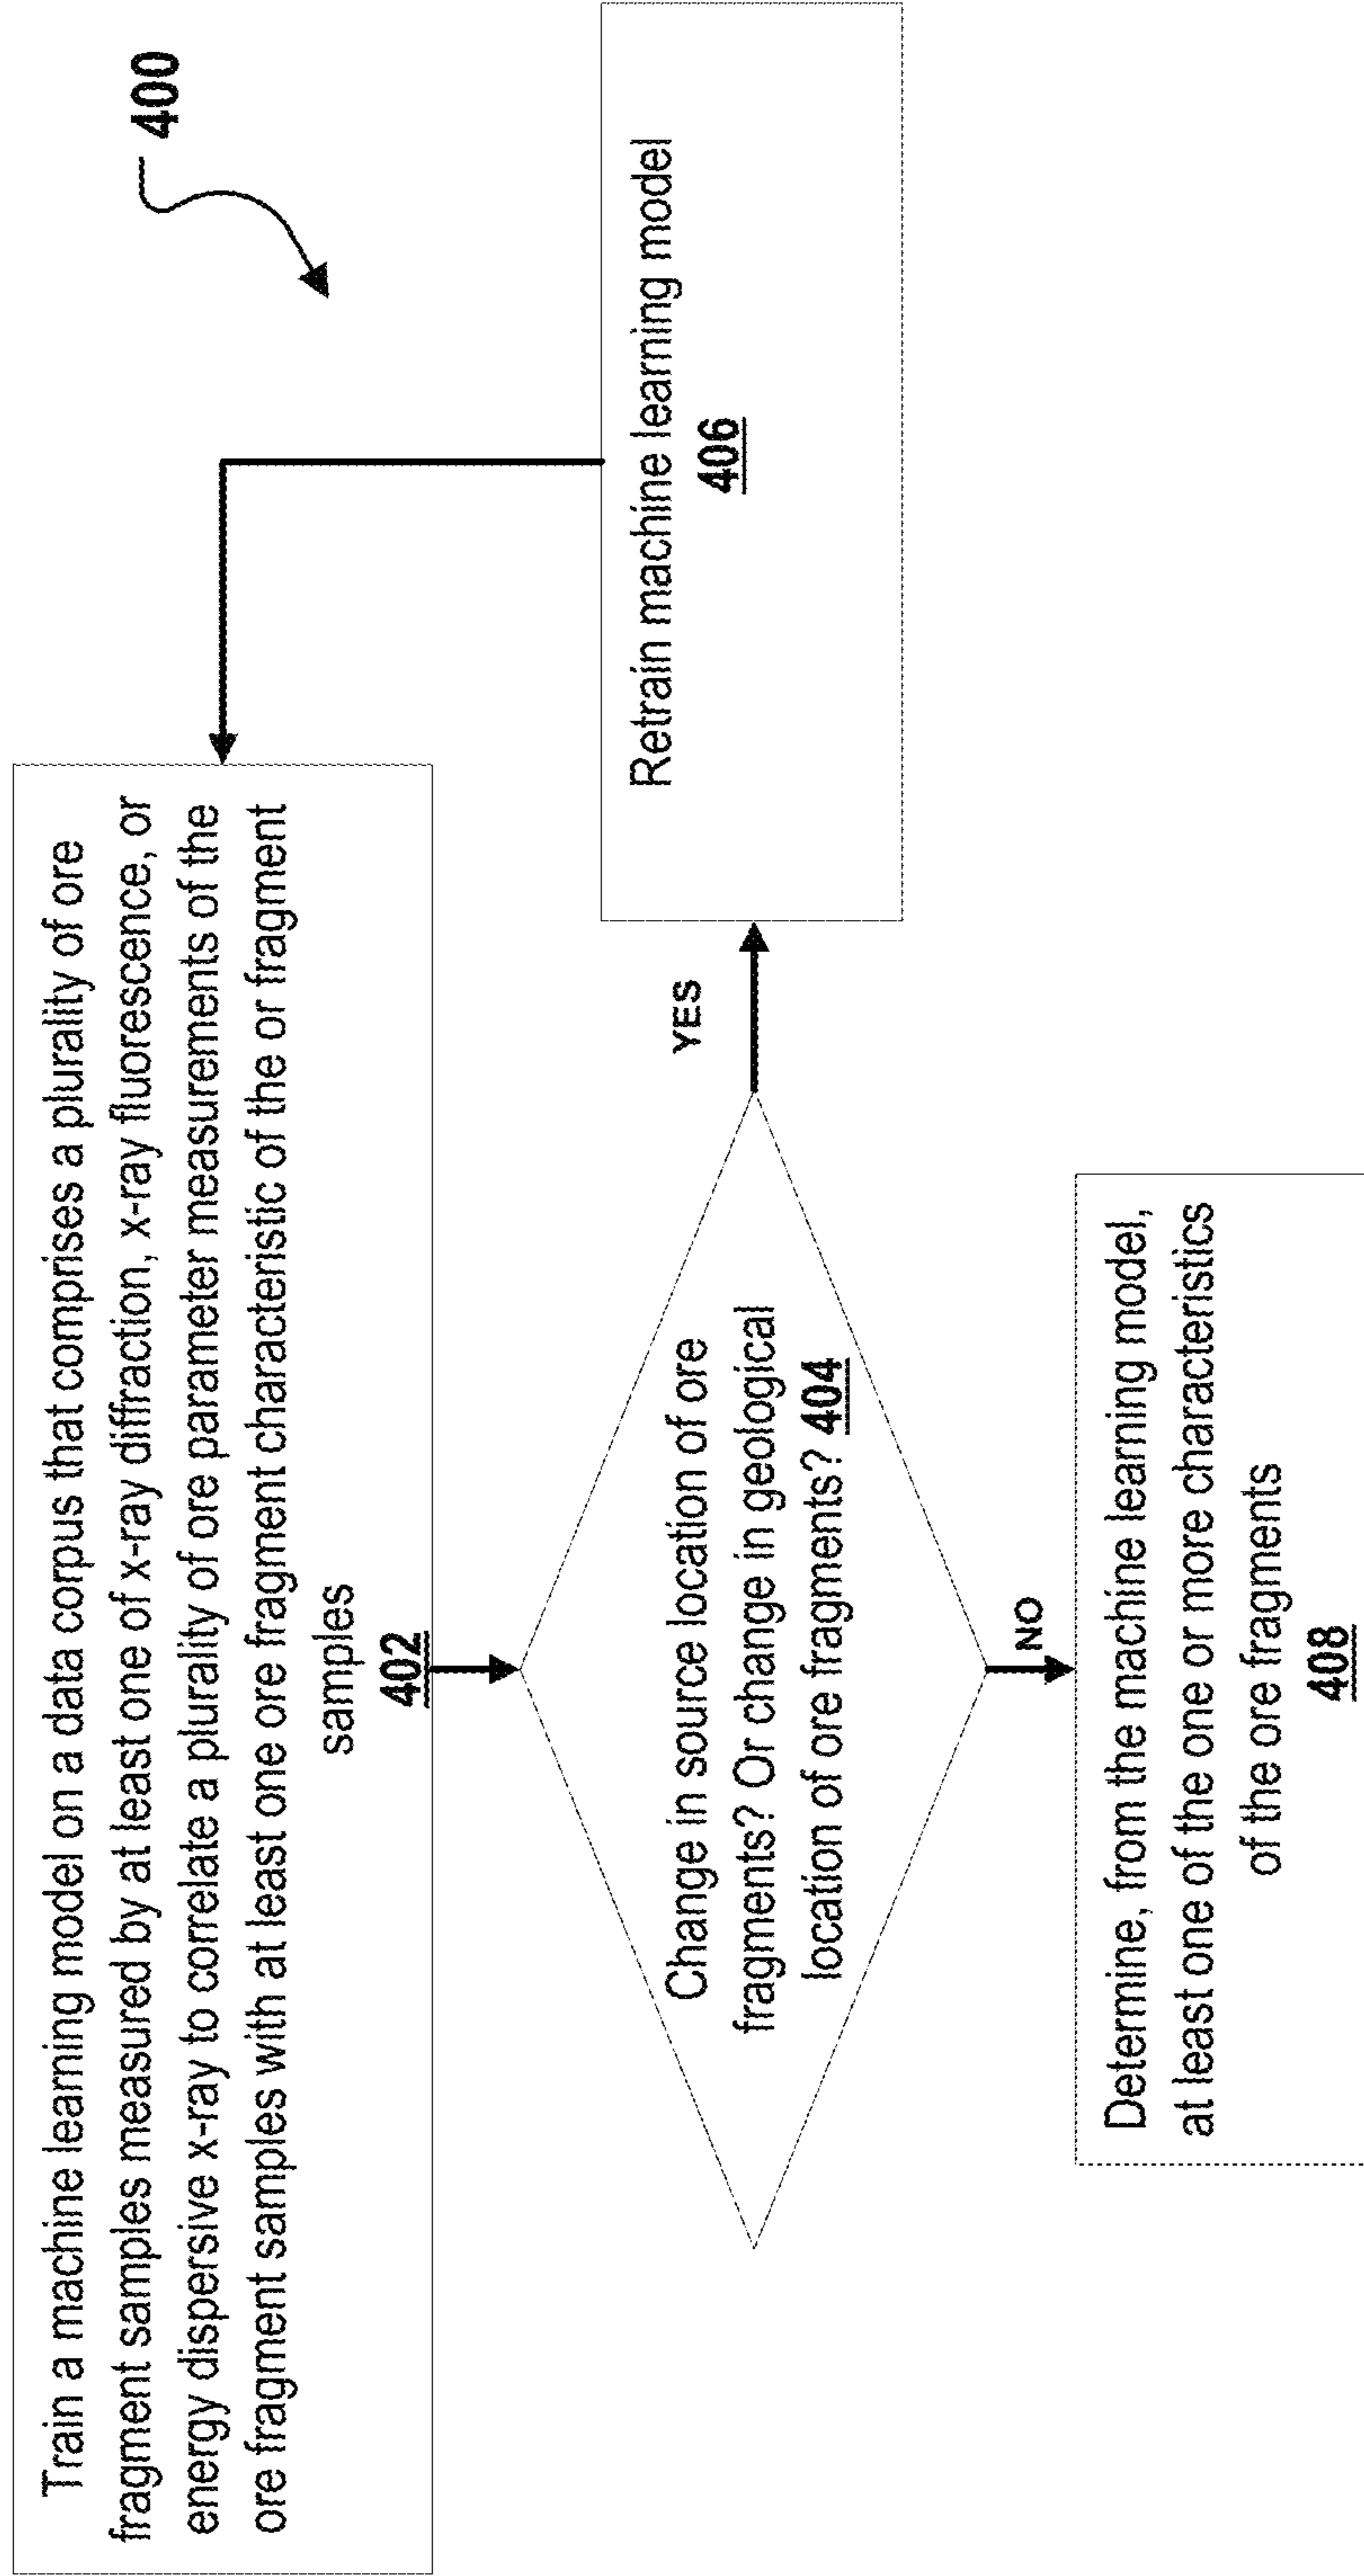 400
Train a machine learning model on a data corpus that comprises a plurality of ore
fragment samples measured by at least one of x-ray diffraction, x-ray fluorescence, or
energy dispersive x-ray to correlate a plurality of ore parameter measurements of the
ore fragment samples with at least one ore fragment characteristic of the or fragment
samples
402
Change in source location of ore
fragments? Or change in geological
location of ore fragments? 404
YES
Retrain machine learning model
406
NO
Determine, from the machine learning model,
at least one of the one or more characteristics
of the ore fragments
408